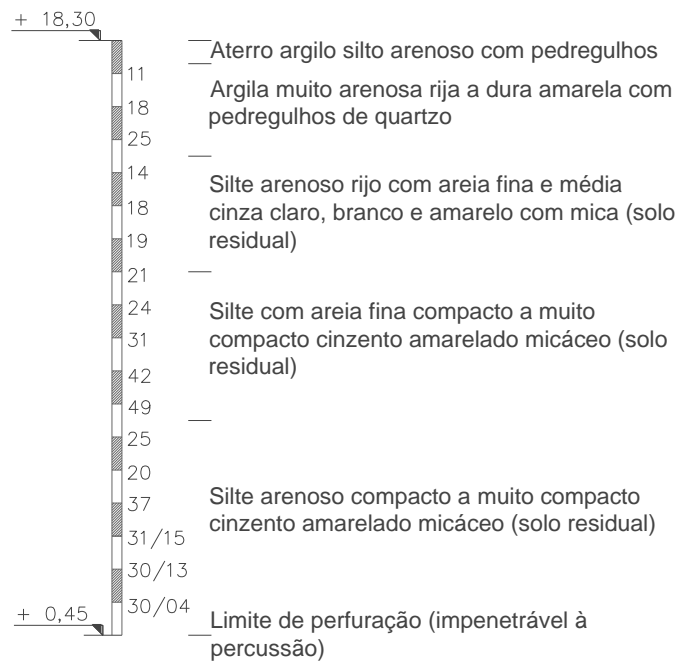 + 18,30
Aterro argilo silto arenoso com pedregulhos
11
Argila muito arenosa rija a dura amarela com
pedregulhos de quartzo
18
25
14
Silte arenoso rijo com areia fina e média
cinza claro, branco e amarelo com mica (solo
residual)
18
19
21
24
Silte com areia fina compacto a muito
compacto cinzento amarelado micáceo (solo
residual)
31
42
49
25
20
37
Silte arenoso compacto a muito compacto
cinzento amarelado micáceo (solo residual)
31/15
30/13
30/04
+ 0,45
Limite de perfuração (impenetrável à
percussão)